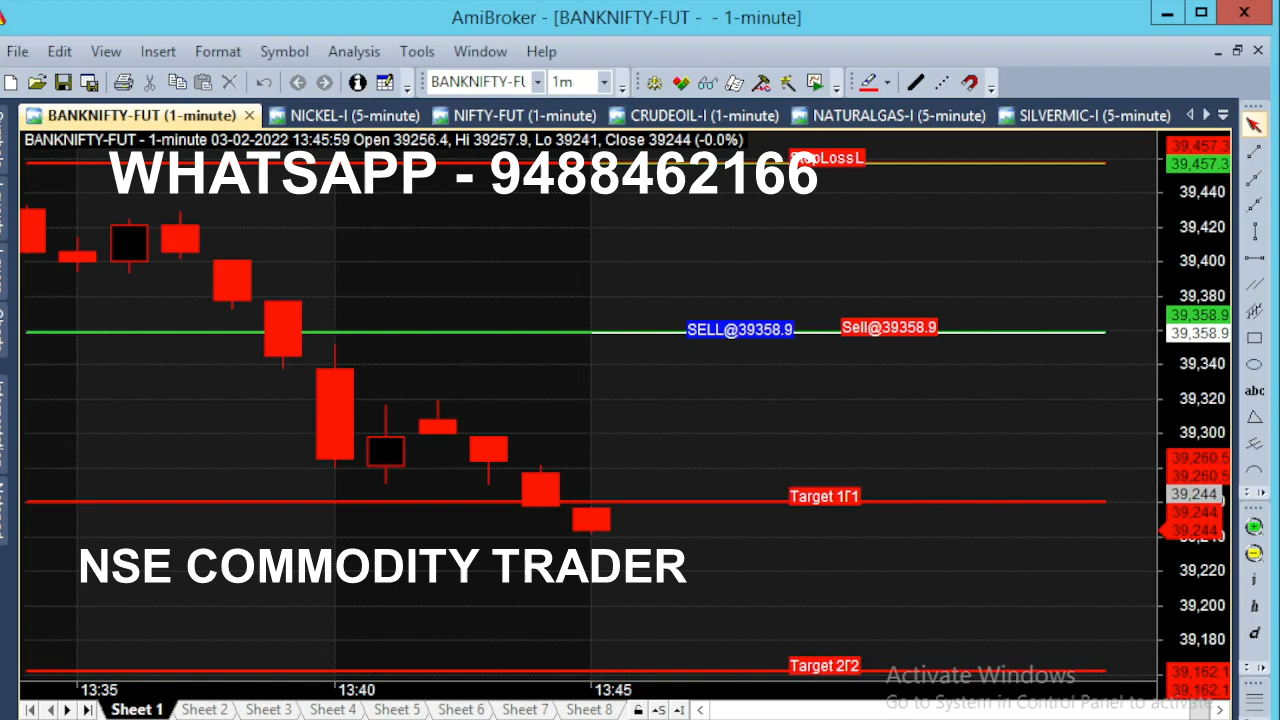 AmiBroker - [BANKNIFTY-FUT - - 1-minute]
File Edit View Insert Format Symbol Analysis Tools Window Help
BANKNIFTY-FU 1m
BANKNIFTY-FUT (1-minute) NICKEL-I (5-minute) NIFTY-FUT (1-minute) CRUDEOIL-I (1-minute) NATURALGAS-I (5-minute) SILVERMIC-I (5-minute)
BANKNIFTY-FUT - 1-minute 03-02-2022 13:45:59 Open 39256.4, Hi 39257.9, Lo 39241, Close 39244 (-0.0%)
39,457.3
StopLoss L
39,457.3
WHATSAPP - 9488462166
39,440
39,420
39,400
39,380
39,358.9
SELL@39358.9 Sell@39358.9
39,358.9
39,340
39,320
39,300
39,260.5
39,260.5
Target 1
39,244
39,244
39,244
NSE COMMODITY TRADER
39,220
39,200
39,180
Target 2
39,162.1
39,162.1
Activate Windows
Go to System in Control Panel to activate
13:35 13:40 13:45
Sheet 1 Sheet 2 Sheet 3 Sheet 4 Sheet 5 Sheet 6 Sheet 7 Sheet 8
abc
i
h
d